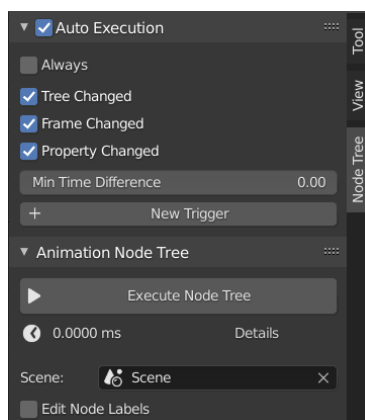 Auto Execution
Always
Tree Changed
Frame Changed
Property Changed
Min Time Difference 0.00
+ New Trigger
Animation Node Tree
Execute Node Tree
0.0000 ms Details
Scene: Scene
Edit Node Labels
Tool
View
Node Tree